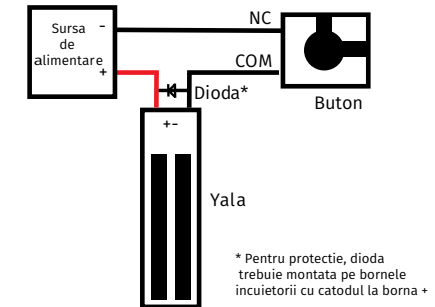 Sursa
de
alimentare
-
+
NC
COM
Dioda*
Buton
+-
Yala
* Pentru protectie, dioda
trebuie montata pe bornele
incuietorii cu catodul la borna +